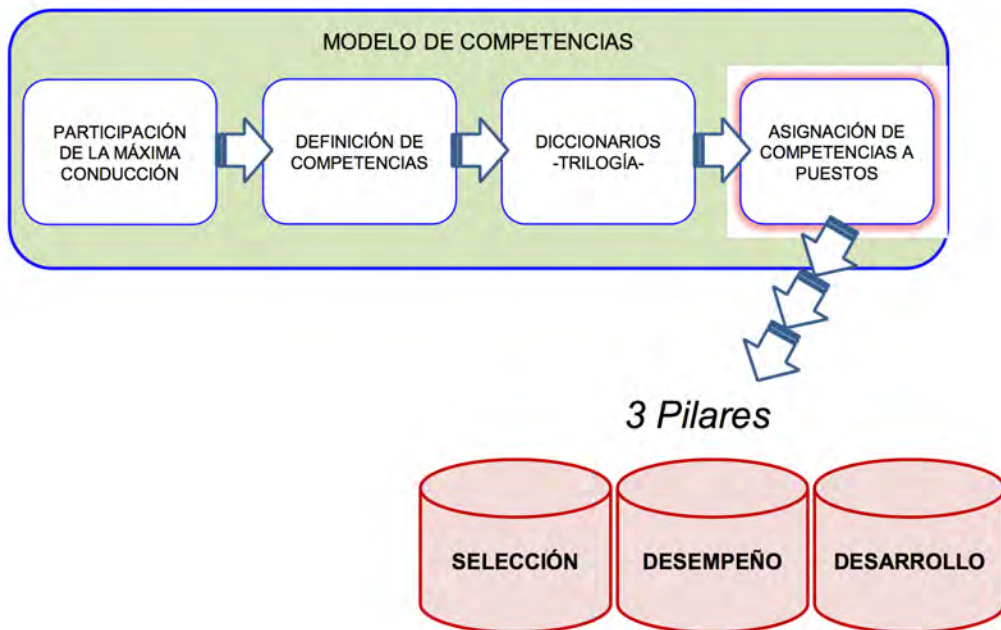 MODELO DE COMPETENCIAS
PARTICIPACIÓN
DE LA MÁXIMA
CONDUCCIÓN
DEFINICIÓN DE
COMPETENCIAS
DICCIONARIOS
-TRILOGÍA-
ASIGNACIÓN DE
COMPETENCIAS A
PUESTOS
3 Pilares
SELECCIÓN
DESEMPEÑO
DESARROLLO